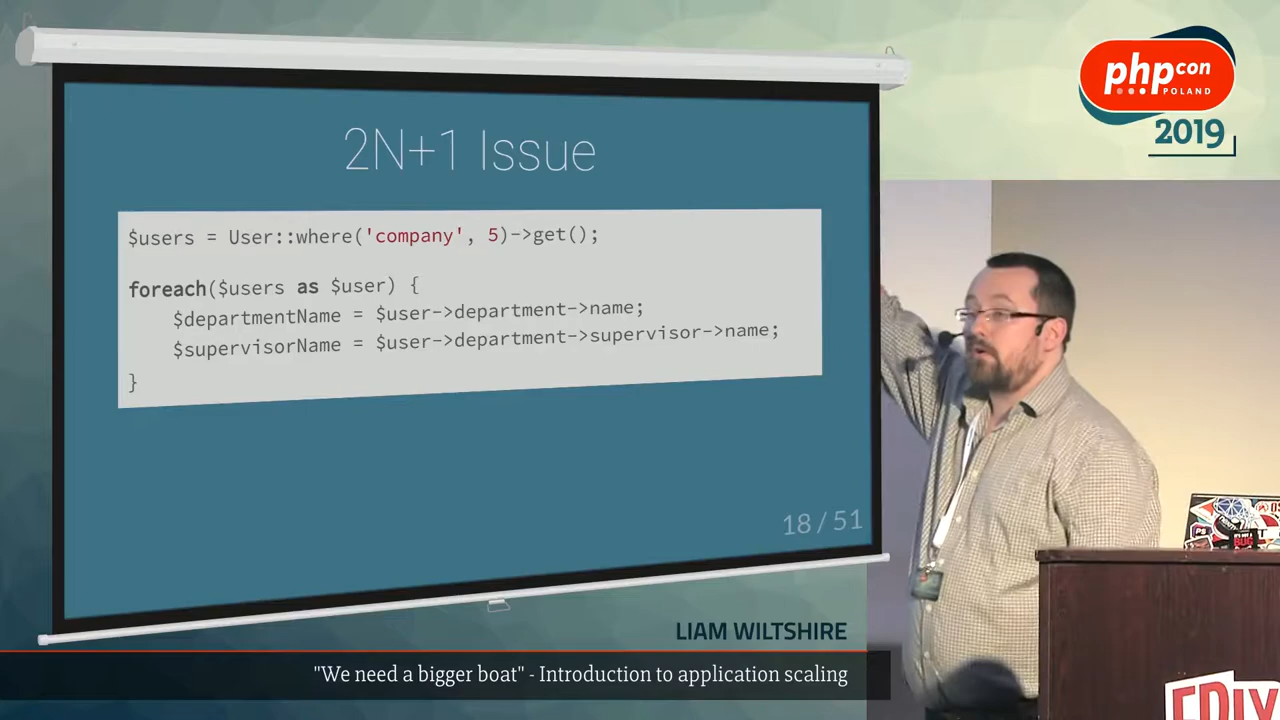 2N+1 Issue
$users = User::where('company', 5)->get();
foreach($users as $user) {
$departmentName = $user->department->name;
$supervisorName = $user->department->supervisor->name;
}
18 / 51
phpcon
POLAND
2019
LIAM WILTSHIRE
"We need a bigger boat" - Introduction to application scaling